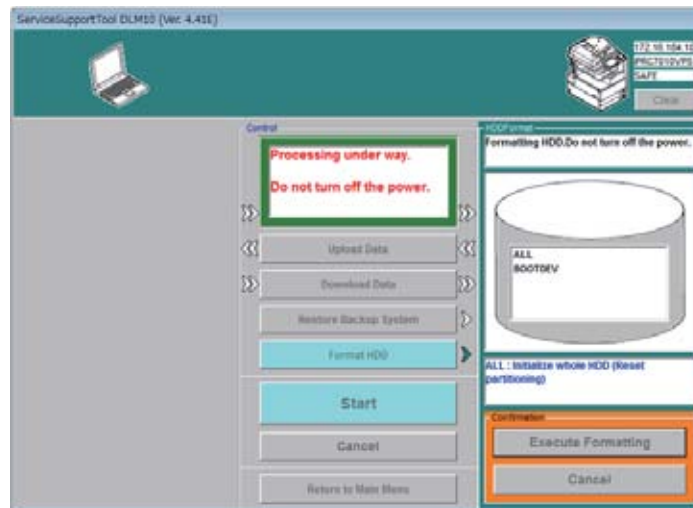 ServiceSupportTool DLM10 (Ver. 4.41E)
SAFE
Clear
Control
HDDFormat
Processing under way.
Do not turn off the power.
Formatting HDD.Do not turn off the power.
Upload Data
Download Data
Restore Backup System
Format HDD
ALL
BOOTDEV
ALL : Initialize whole HDD (Reset
partitioning)
Start
Cancel
Return to Main Menu
Confirmation
Execute Formatting
Cancel